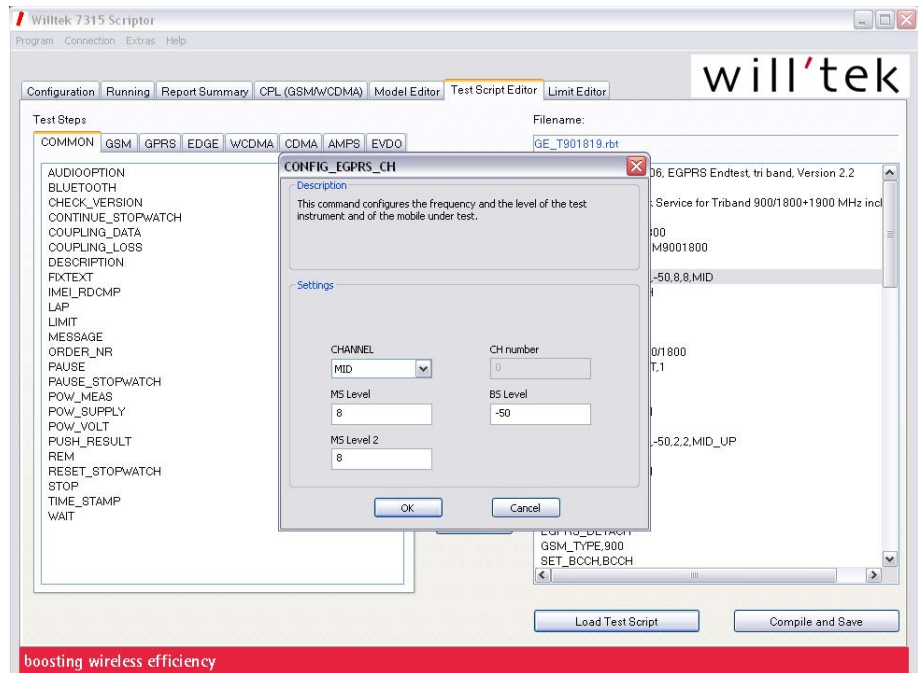 Willtek 7315 Scriptor
Program Connection Extras Help
will'tek
Configuration Running Report Summary CPL (GSM/WCDMA) Model Editor Test Script Editor Limit Editor
Test Steps
Filename:
COMMON GSM GPRS EDGE WCDMA CDMA AMPS EVDO
GE_T901819.rbt
AUDIOOPTION
BLUETOOTH
CHECK_VERSION
CONTINUE_STOPWATCH
COUPLING_DATA
COUPLING_LOSS
DESCRIPTION
FIXTEXT
IMEI_RDCMP
LAP
LIMIT
MESSAGE
ORDER_NR
PAUSE
PAUSE_STOPWATCH
POW_MEAS
POW_SUPPLY
POW_VOLT
PUSH_RESULT
REM
RESET_STOPWATCH
STOP
TIME_STAMP
WAIT
CONFIG_EGPRS_CH
Description
This command configures the frequency and the level of the test
instrument and of the mobile under test.
Settings
CHANNEL
CH number
MID
0
MS Level
BS Level
8
-50
MS Level 2
8
OK
Cancel
06, EGPRS Endtest, tri band, Version 2.2
Service for Triband 900/1800+1900 MHz incl
M9001800
,-50,8,8,MID
0/1800
T,1
,-50,2,2,MID_UP
EGPRS_DETACH
GSM_TYPE,900
SET_BCCH,BCCH
Load Test Script
Compile and Save
boosting wireless efficiency